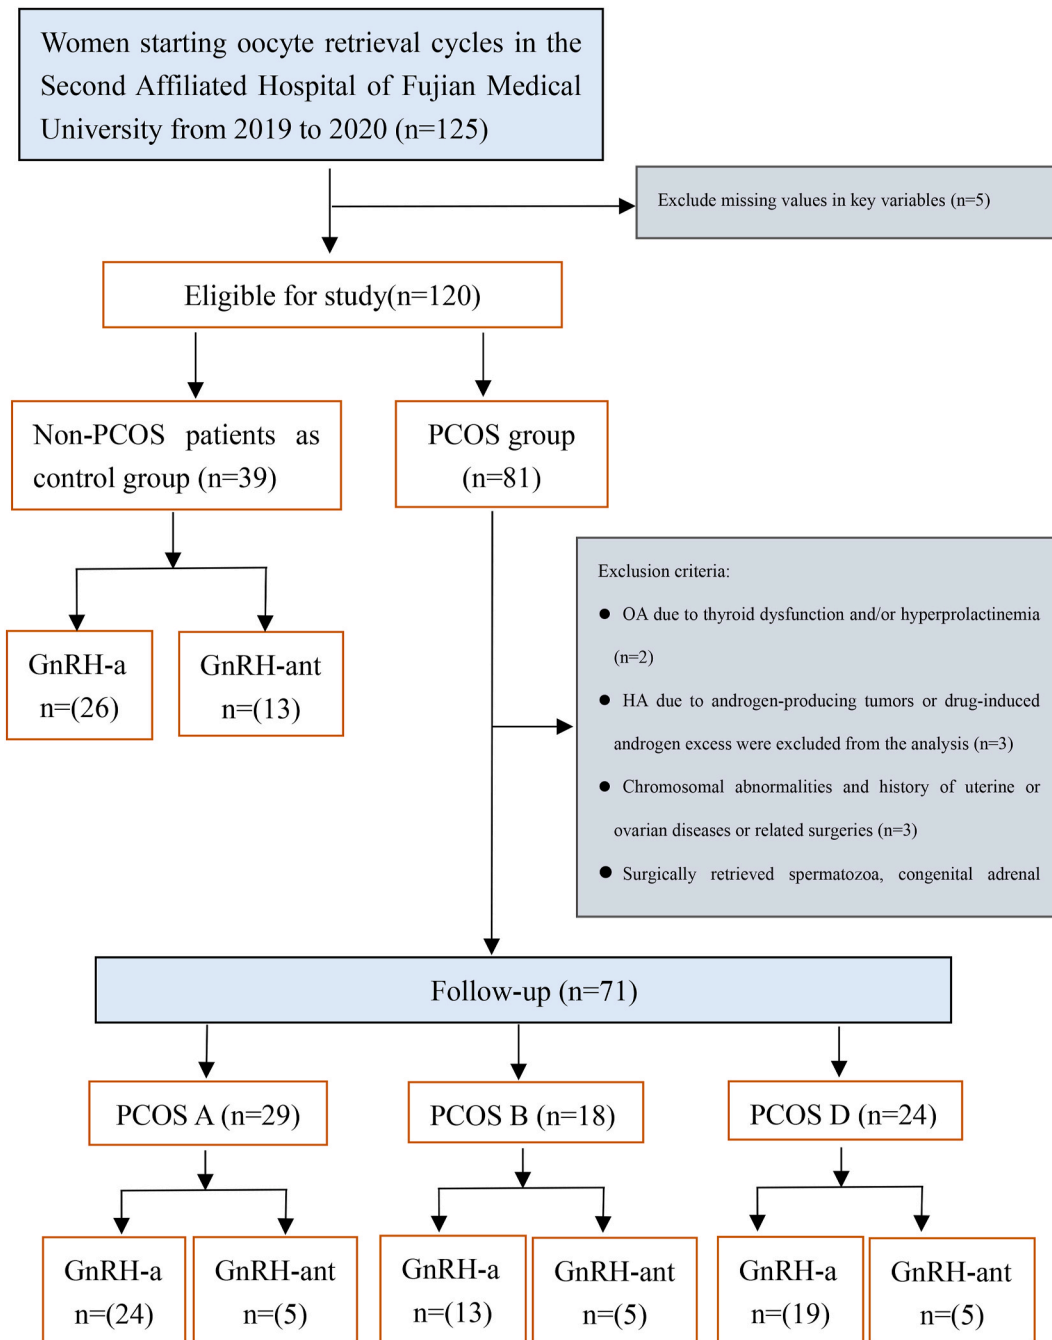 Women starting oocyte retrieval cycles in the
Second Affiliated Hospital of Fujian Medical
University from 2019 to 2020 (n=125)
Exclude missing values in key variables (n=5)
Eligible for study(n=120)
Non-PCOS patients as
control group (n=39)
PCOS group
(n=81)
GnRH-a
n=(26)
GnRH-ant
n=(13)
Exclusion criteria:
● OA due to thyroid dysfunction and/or hyperprolactinemia
(n=2)
● HA due to androgen-producing tumors or drug-induced
androgen excess were excluded from the analysis (n=3)
● Chromosomal abnormalities and history of uterine or
ovarian diseases or related surgeries (n=3)
● Surgically retrieved spermatozoa, congenital adrenal
Follow-up (n=71)
PCOS A (n=29)
PCOS B (n=18)
PCOS D (n=24)
GnRH-a
n=(24)
GnRH-ant
n=(5)
GnRH-a
n=(13)
GnRH-ant
n=(5)
GnRH-a
n=(19)
GnRH-ant
n=(5)